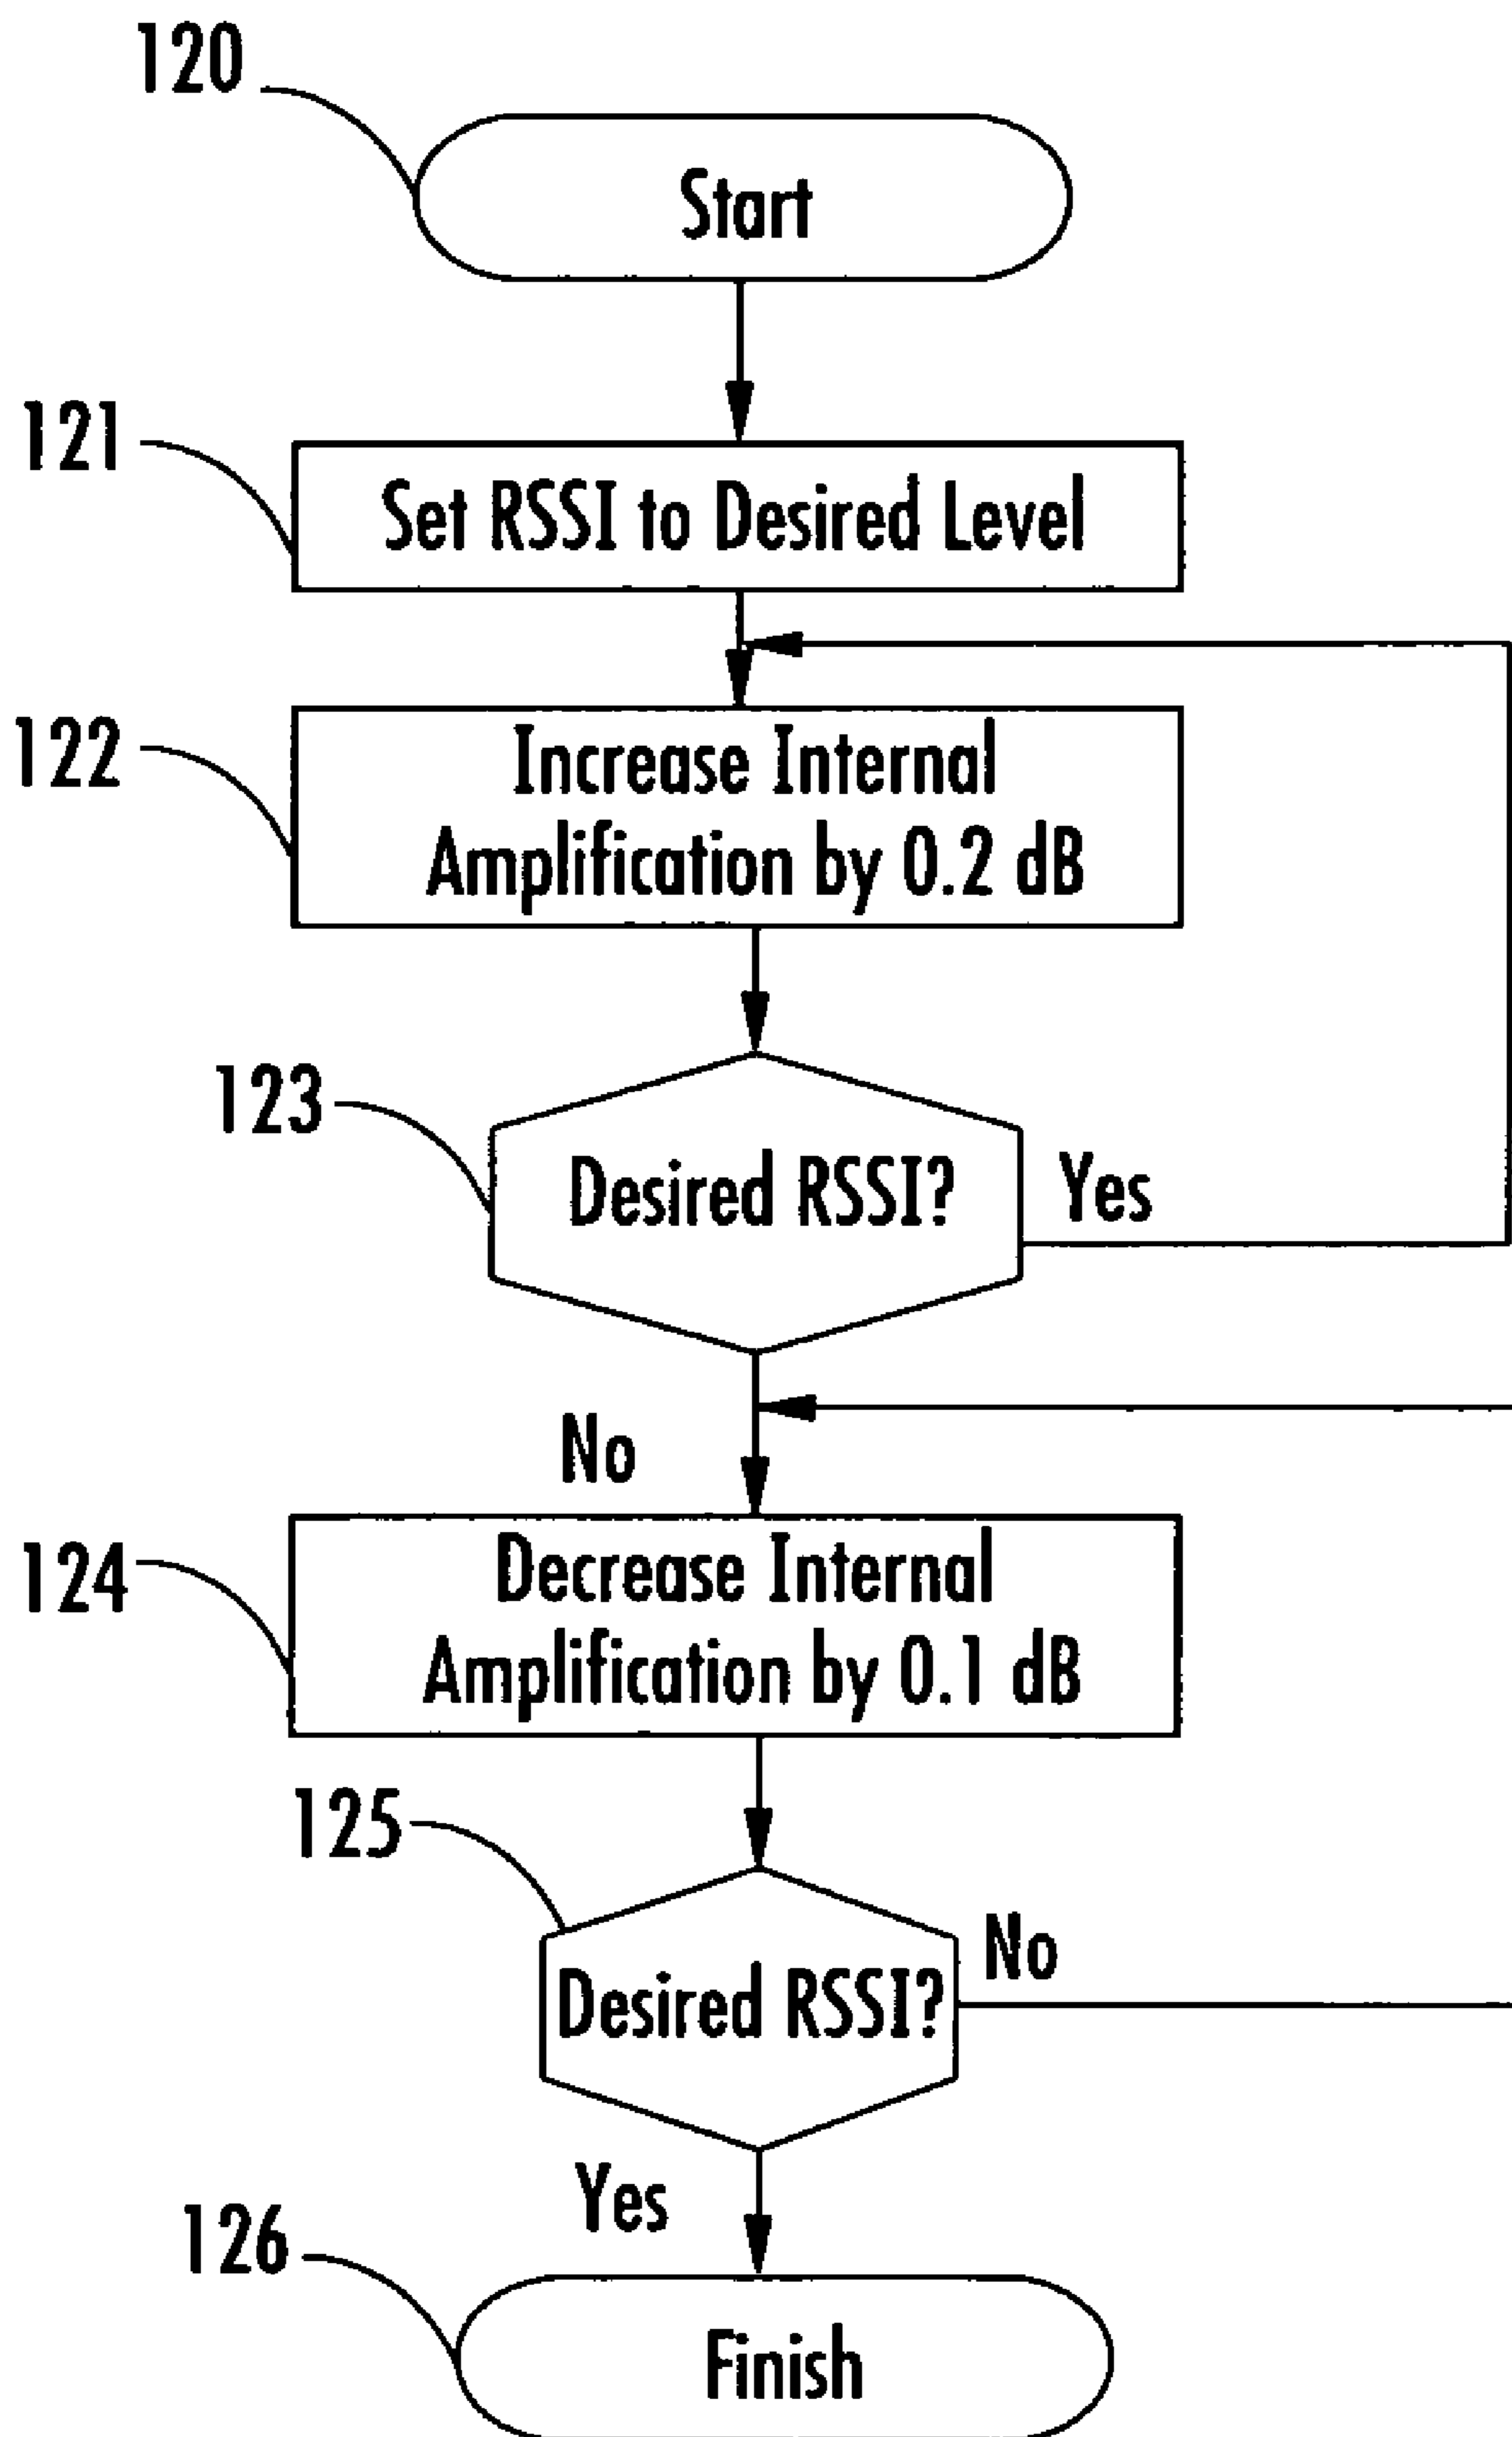 120
Start
121
Set RSSI to Desired Level
122
Increase Internal
Amplification by 0.2 dB
123
Desired RSSI?
Yes
No
124
Decrease Internal
Amplification by 0.1 dB
125
Desired RSSI?
No
Yes
126
Finish